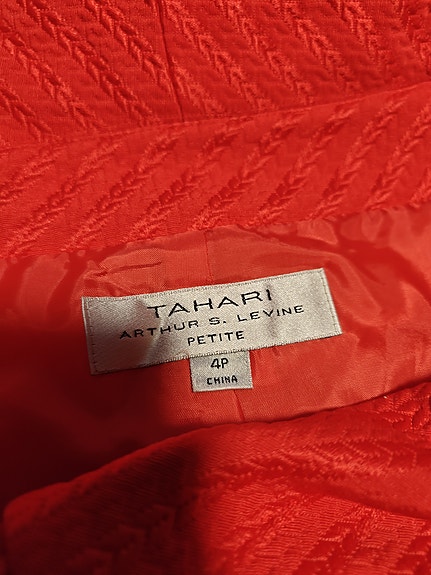 TAHARI
ARTHUR S. LEVINE
PETITE
4P
CHINA